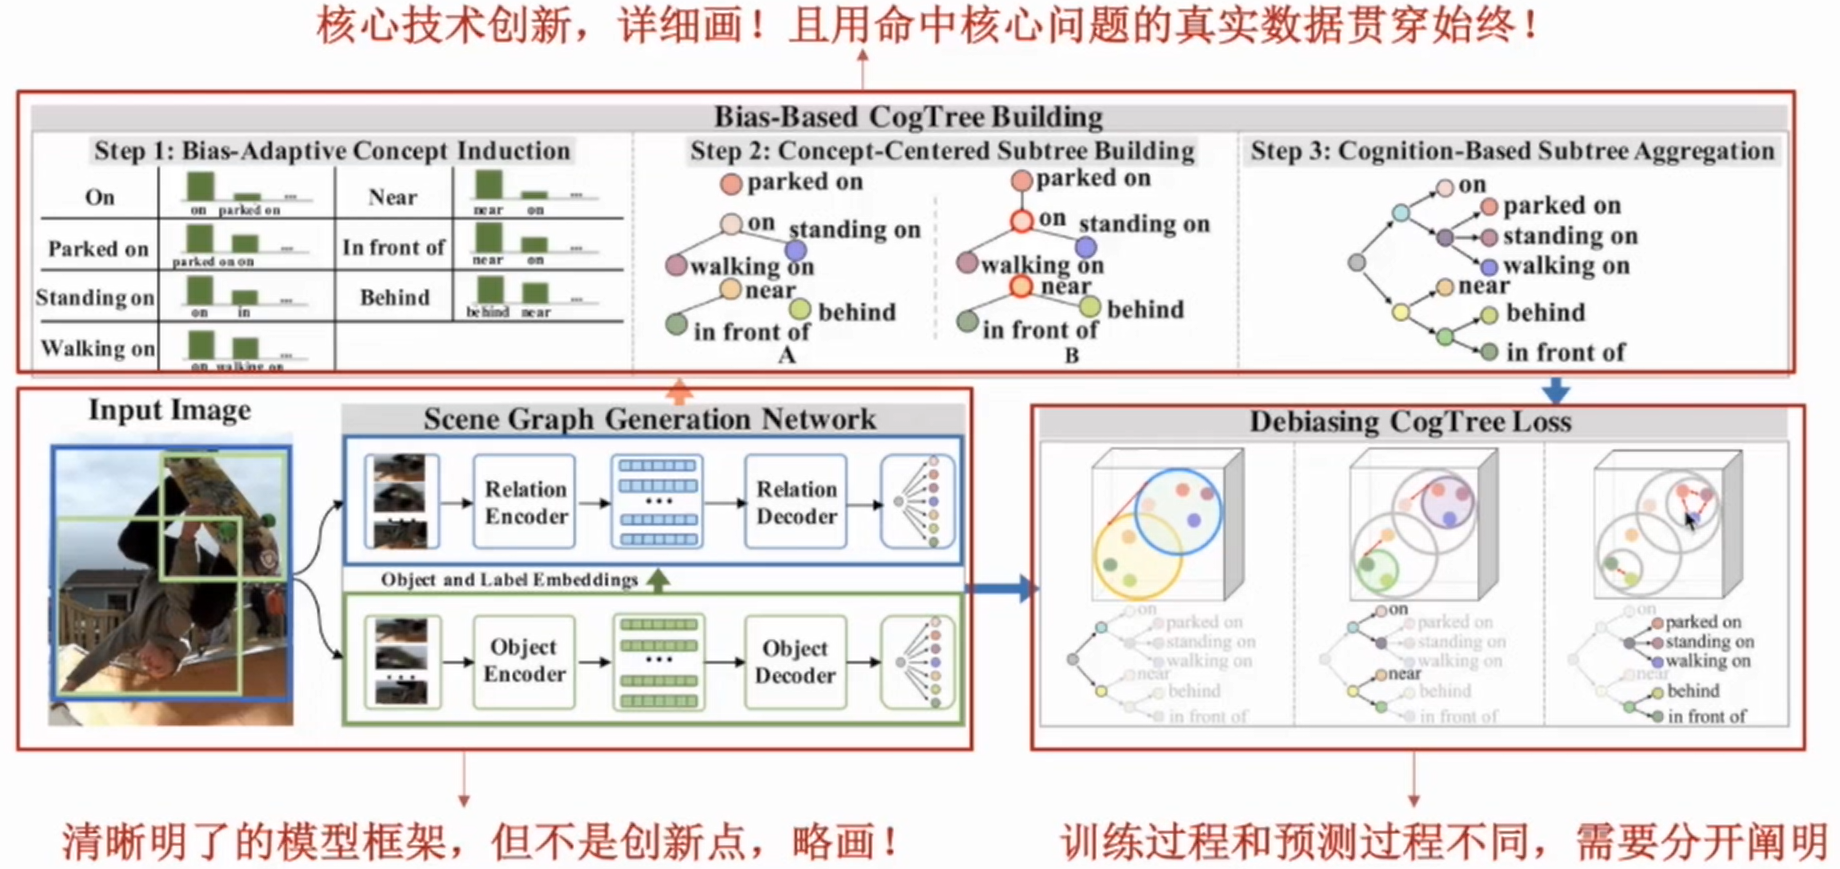 核心技术创新，详细画！且用命中核心问题的真实数据贯穿始终！
Bias-Based CogTree Building
Step 1: Bias-Adaptive Concept Induction
On
on parked on ...
Near
near on ...
Parked on
parked on on ...
In front of
near on ...
Standing on
on in ...
Behind
behind near ...
Walking on
on walking on ...
Step 2: Concept-Centered Subtree Building
parked on
on
standing on
walking on
near
behind
in front of
A
parked on
on
standing on
walking on
near
behind
in front of
B
Step 3: Cognition-Based Subtree Aggregation
on
parked on
standing on
walking on
near
behind
in front of
Input Image
Scene Graph Generation Network
Relation
Encoder
...
Relation
Decoder
Object and Label Embeddings
Object
Encoder
...
Object
Decoder
Debiasing CogTree Loss
on
parked on
standing on
walking on
near
behind
in front of
on
parked on
standing on
walking on
near
behind
in front of
on
parked on
standing on
walking on
near
behind
in front of
清晰明了的模型框架，但不是创新点，略画！
训练过程和预测过程不同，需要分开阐明